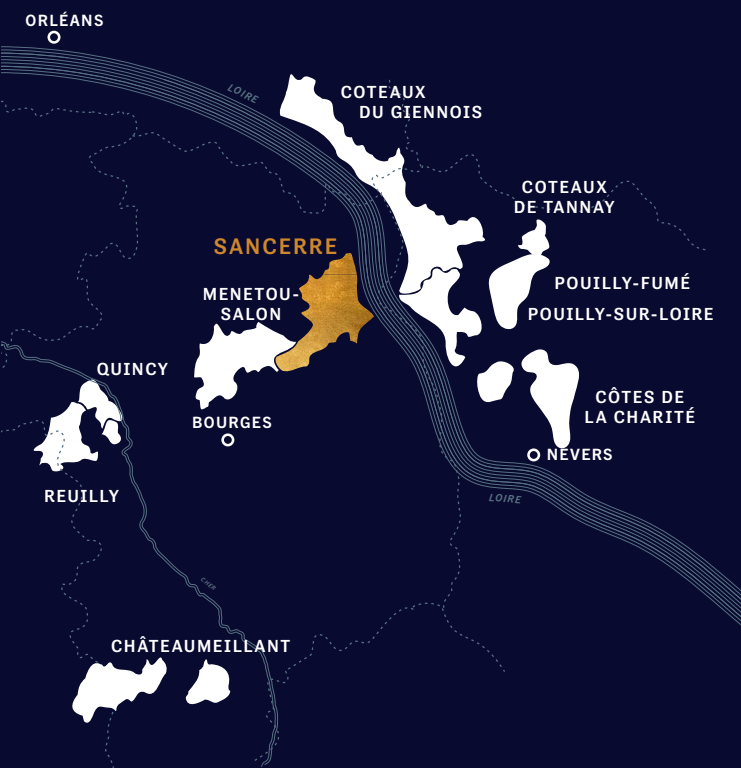 ORLÉANS
LOIRE
COTEAUX
DU GIENNOIS
COTEAUX
DE TANNAY
SANCERRE
MENETOU-
SALON
POUILLY-FUMÉ
POUILLY-SUR-LOIRE
QUINCY
CÔTES DE
LA CHARITÉ
BOURGES
NEVERS
REUILLY
LOIRE
CHER
CHÂTEAUMEILLANT